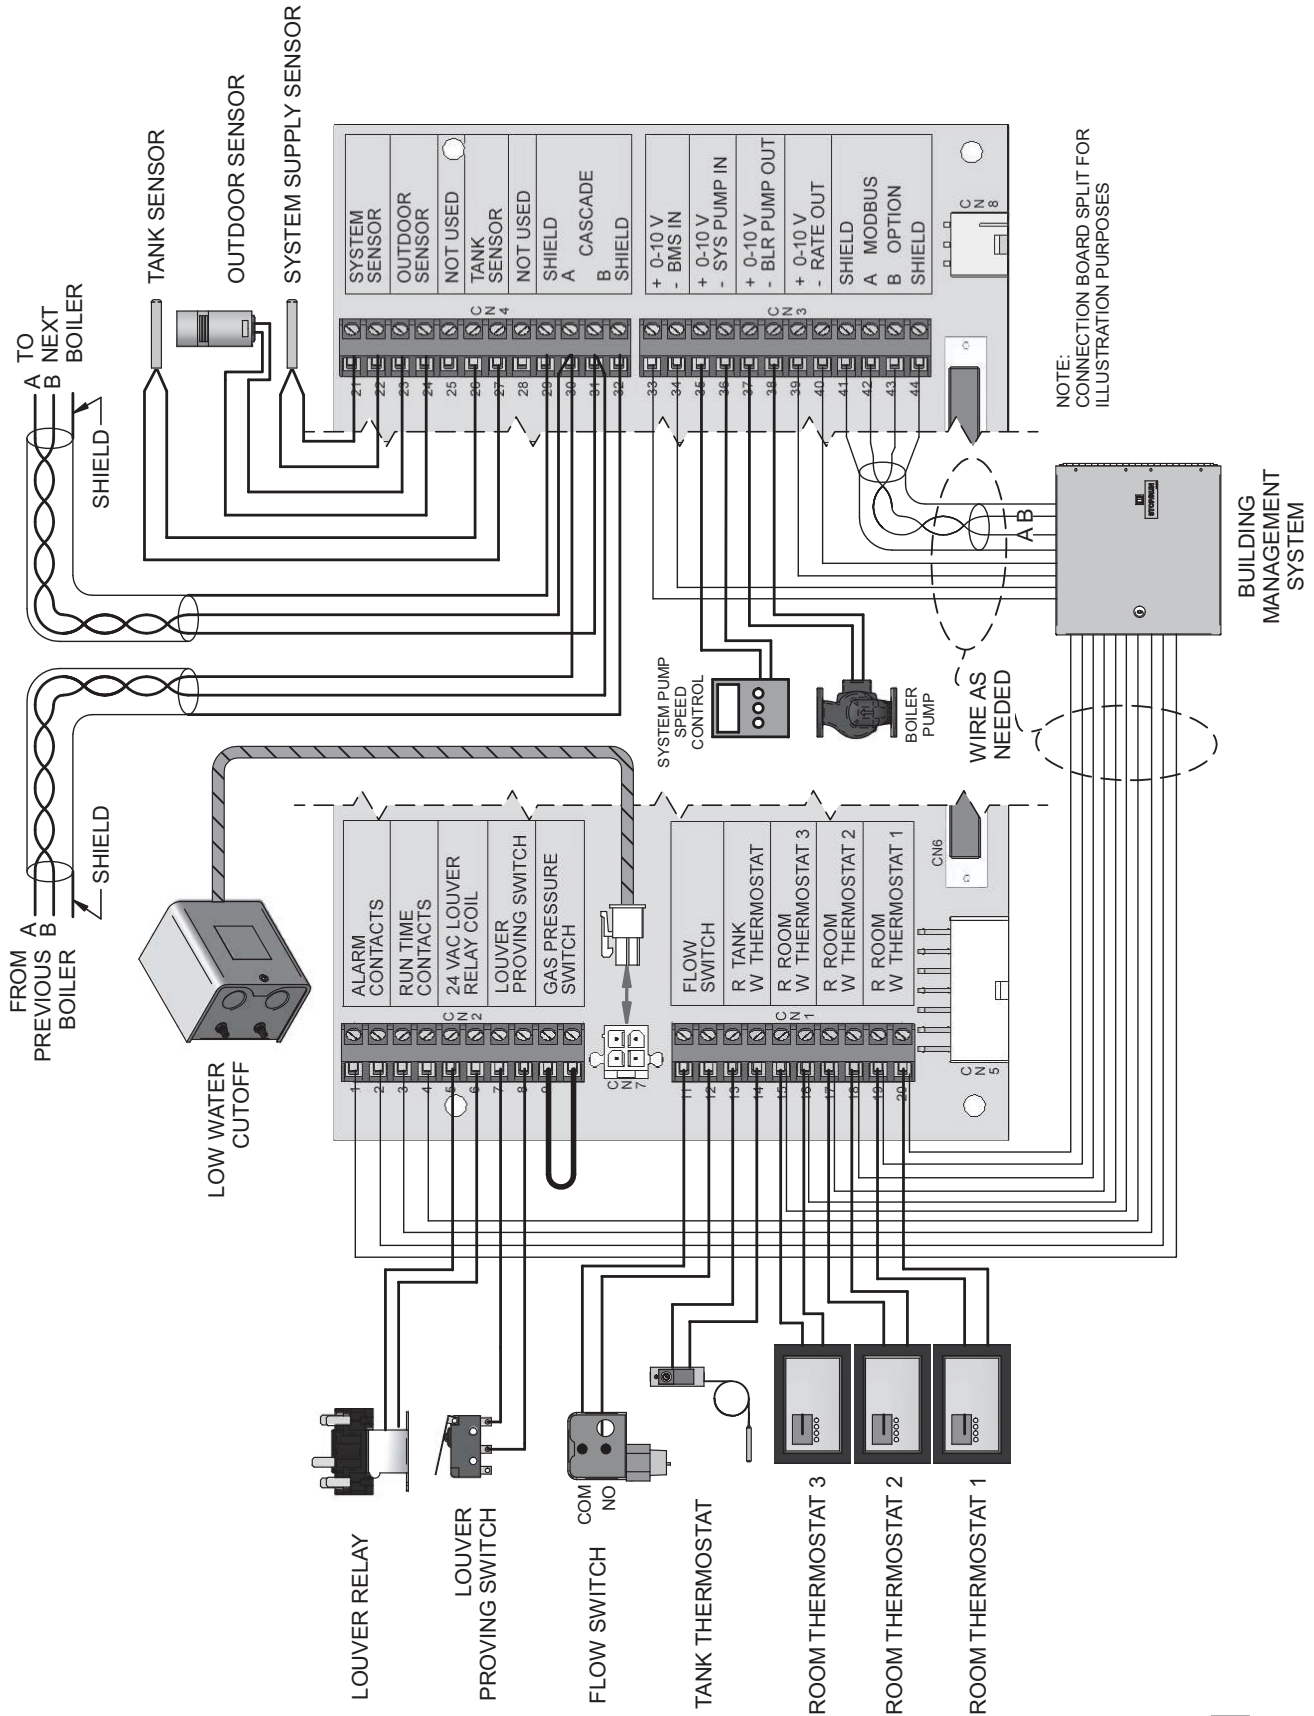 FROM
PREVIOUS
BOILER
A
B
SHIELD
TO
NEXT
BOILER
A
B
SHIELD
TANK SENSOR
OUTDOOR SENSOR
SYSTEM SUPPLY SENSOR
LOW WATER
CUTOFF
ALARM
CONTACTS
RUN TIME
CONTACTS
24 VAC LOUVER
RELAY COIL
LOUVER
PROVING SWITCH
GAS PRESSURE
SWITCH
CN2
1
2
3
4
5
6
7
8
9
CN7
FLOW
SWITCH
R TANK
W THERMOSTAT
R ROOM
W THERMOSTAT 3
R ROOM
W THERMOSTAT 2
R ROOM
W THERMOSTAT 1
CN1
11
12
13
14
15
16
17
18
19
20
CN5
CN6
SYSTEM
SENSOR
OUTDOOR
SENSOR
NOT USED
TANK
SENSOR
NOT USED
SHIELD
A
CASCADE
B
SHIELD
CN4
21
22
23
24
25
26
27
28
29
30
31
32
+ 0-10 V
- BMS IN
+ 0-10 V
- SYS PUMP IN
+ 0-10 V
- BLR PUMP OUT
+ 0-10 V
- RATE OUT
SHIELD
A MODBUS
B OPTION
SHIELD
CN3
33
34
35
36
37
38
39
40
41
42
43
44
CN8
NOTE:
CONNECTION BOARD SPLIT FOR
ILLUSTRATION PURPOSES
SYSTEM PUMP
SPEED
CONTROL
BOILER
PUMP
WIRE AS
NEEDED
A
B
BUILDING
MANAGEMENT
SYSTEM
LOUVER RELAY
LOUVER
PROVING SWITCH
FLOW SWITCH
COM
NO
TANK THERMOSTAT
ROOM THERMOSTAT 3
ROOM THERMOSTAT 2
ROOM THERMOSTAT 1